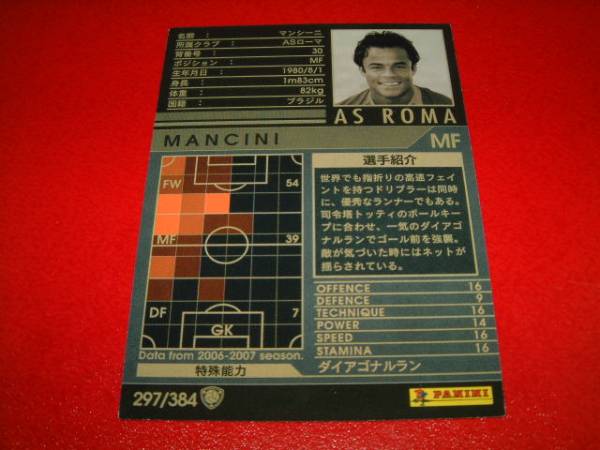 名前 : マンシーニ
所属クラブ : ASローマ
背番号 : 30
ポジション : MF
生年月日 : 1980/8/1
身長 : 1m83cm
体重 : 82kg
国籍 : ブラジル
AS ROMA
MANCINI
MF
FW 54
MF 39
DF 7
GK
Data from 2006-2007 season.
選手紹介
世界でも指折りの高速フェイ
ントを持つドリブラーは同時
に、優秀なランナーでもある。
司令塔トッティのボールキー
プに合わせ、一気のダイアゴ
ナルランでゴール前を強襲。
敵が気づいた時にはネットが
揺らされている。
OFFENCE 16
DEFENCE 9
TECHNIQUE 16
POWER 14
SPEED 16
STAMINA 16
特殊能力
ダイアゴナルラン
297/384
PANINI